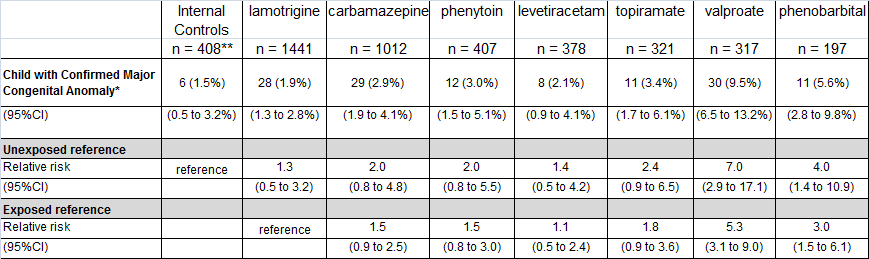 Internal Controls lamotrigine carbamazepine phenytoin levetiracetam topiramate valproate phenobarbital
n = 408** n = 1441 n = 1012 n = 407 n = 378 n = 321 n = 317 n = 197
Child with Confirmed Major Congenital Anomaly* 6 (1.5%) 28 (1.9%) 29 (2.9%) 12 (3.0%) 8 (2.1%) 11 (3.4%) 30 (9.5%) 11 (5.6%)
(95%CI) (0.5 to 3.2%) (1.3 to 2.8%) (1.9 to 4.1%) (1.5 to 5.1%) (0.9 to 4.1%) (1.7 to 6.1%) (6.5 to 13.2%) (2.8 to 9.8%)
Unexposed reference
Relative risk reference 1.3 2.0 2.0 1.4 2.4 7.0 4.0
(95%CI) (0.5 to 3.2) (0.8 to 4.8) (0.8 to 5.5) (0.5 to 4.2) (0.9 to 6.5) (2.9 to 17.1) (1.4 to 10.9)
Exposed reference
Relative risk reference 1.5 1.5 1.1 1.8 5.3 3.0
(95%CI) (0.9 to 2.5) (0.8 to 3.0) (0.5 to 2.4) (0.9 to 3.6) (3.1 to 9.0) (1.5 to 6.1)